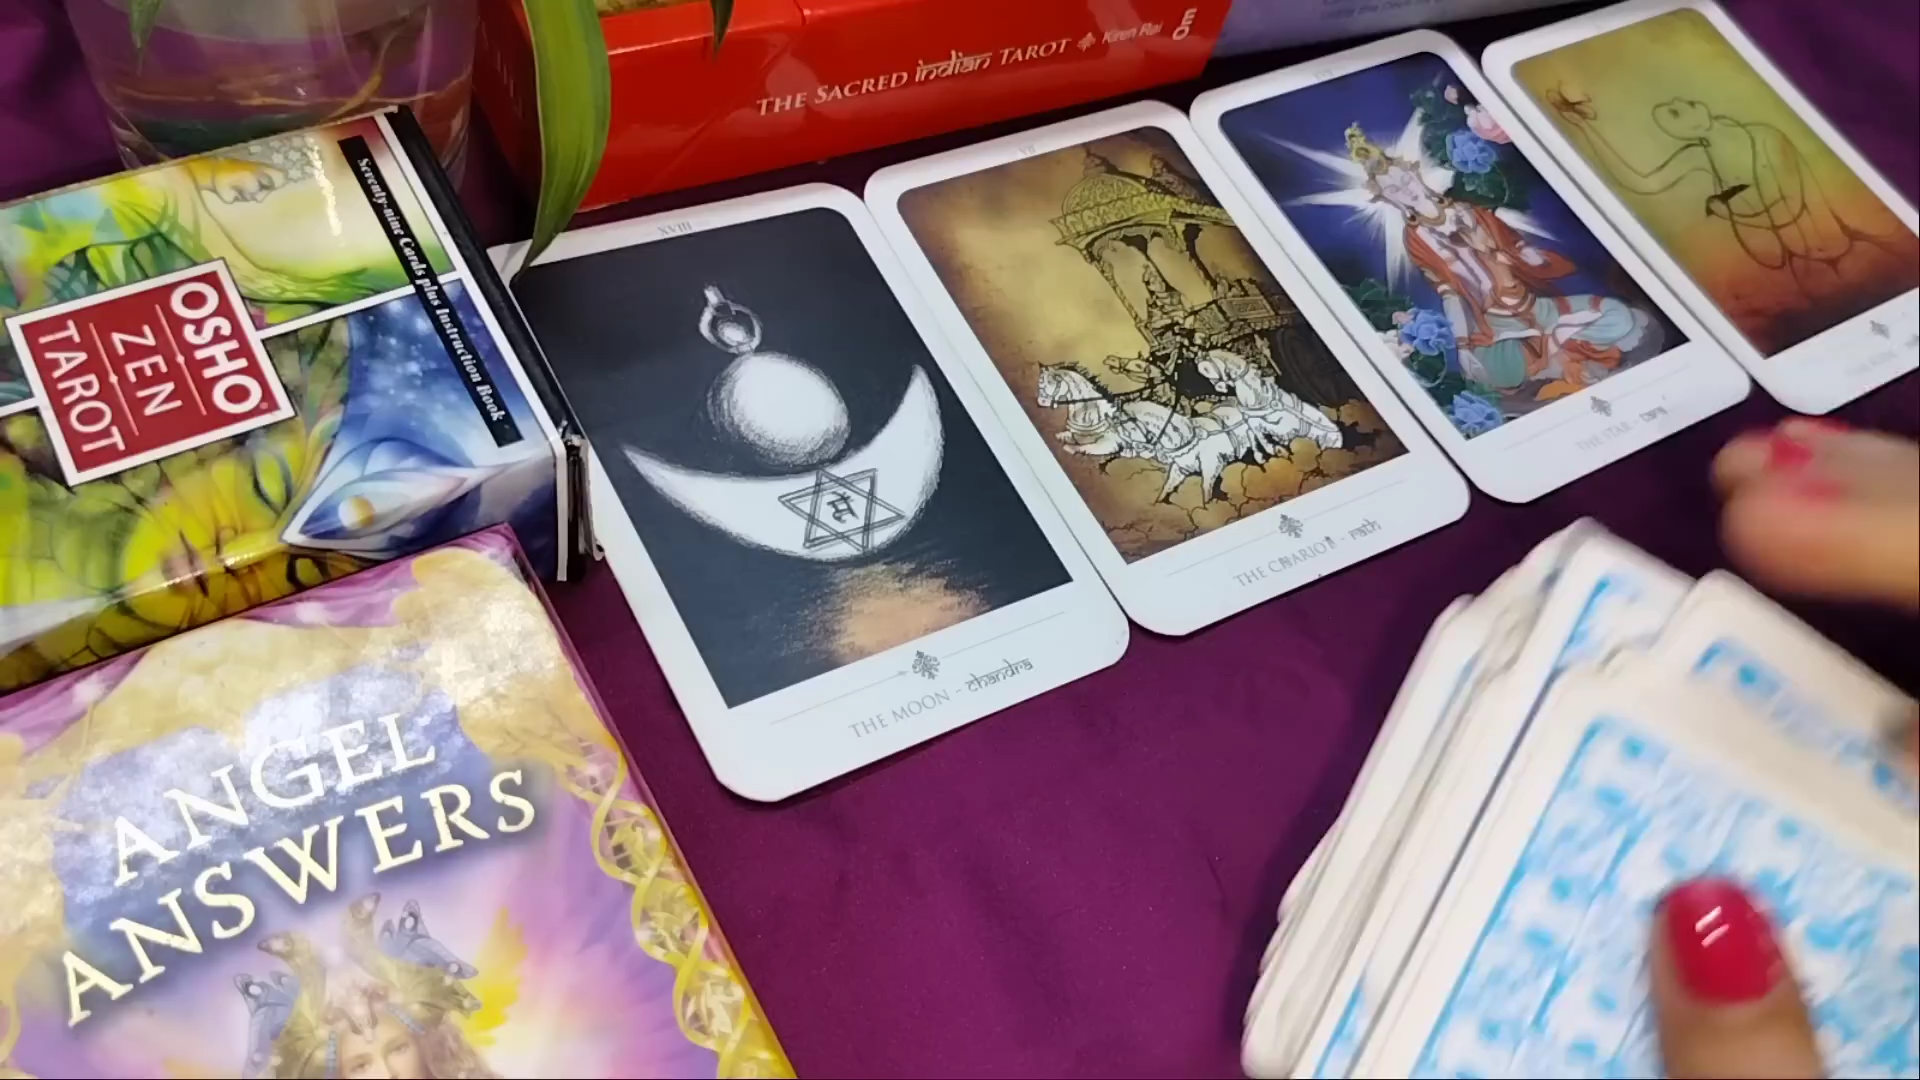 THE SACRED indian TAROT Kiren Rai
Seventy-nine Cards plus Instruction Book
OSHO
ZEN
TAROT
XVIII
THE MOON - chandra
VII
THE CHARIOT - rath
XVII
THE STAR - tara
ANGEL
ANSWERS